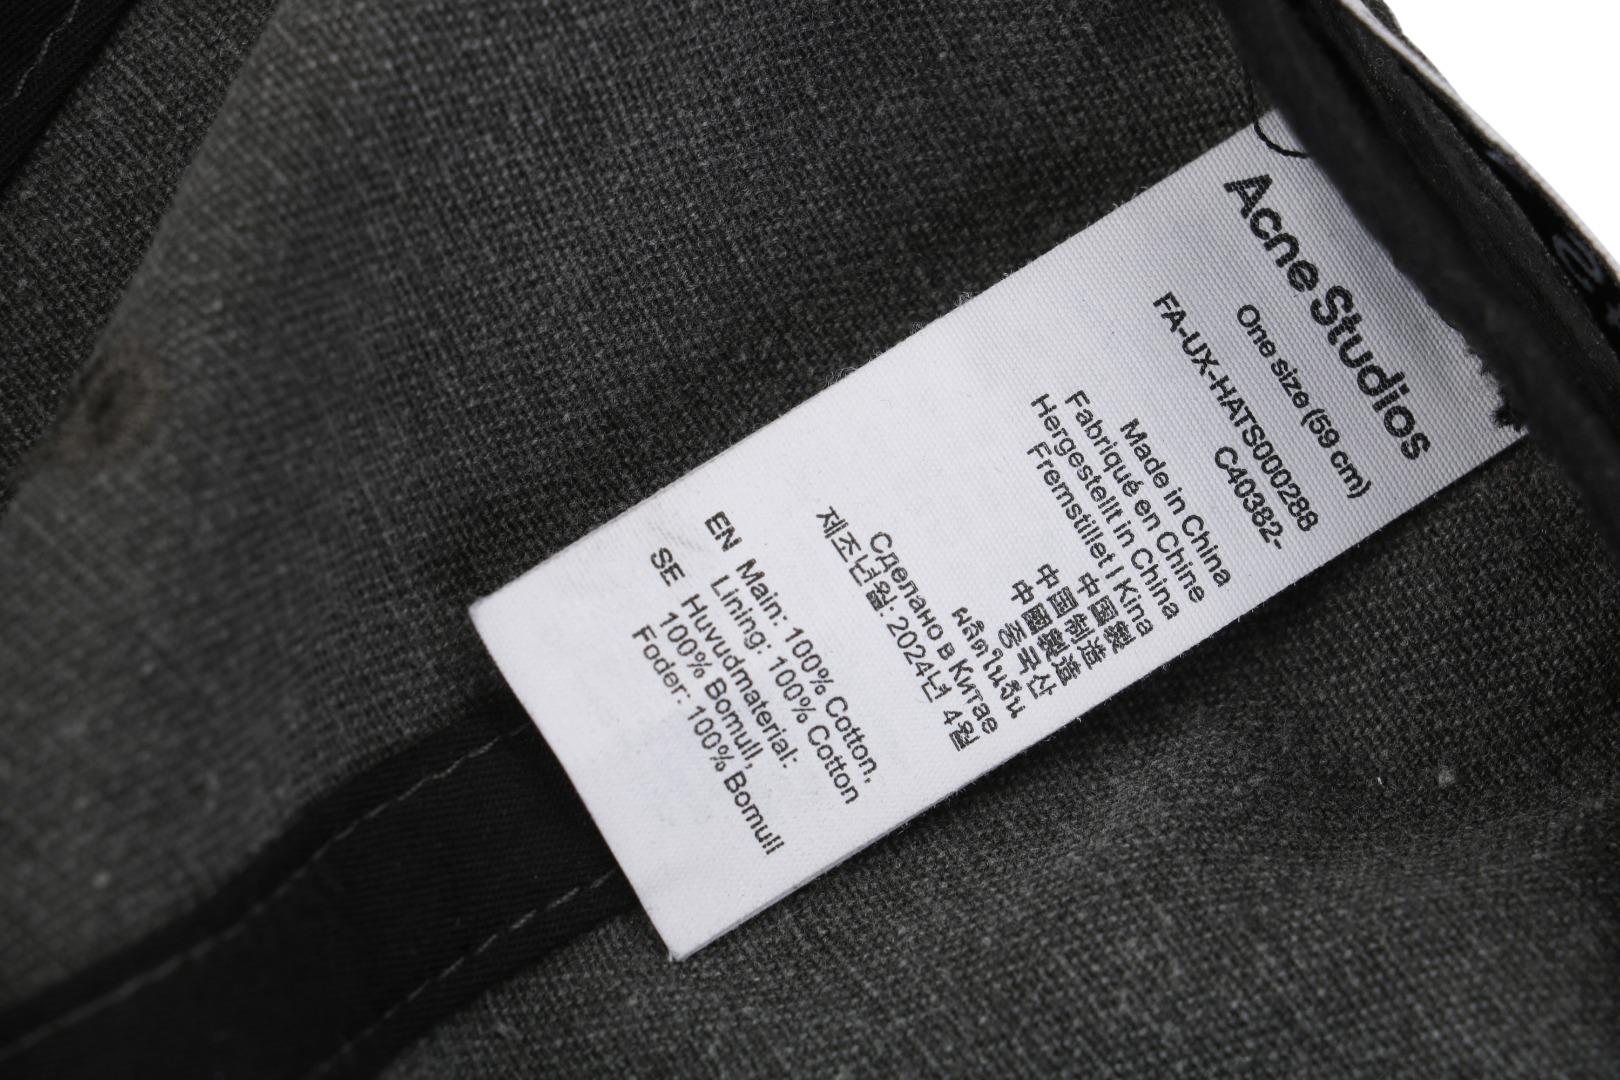 Acne Studios
One size (59 cm)
FA-UX-HATS000288
C40382-
Made in China
Fabriqué en Chine
Hergestellt in China
Fremstillet I Kina
中国製
中国制造
中國製造
중국산
ผลิตในจีน
Сделано в Китае
제조년월: 2024년 4월
EN Main: 100% Cotton,
Lining: 100% Cotton
SE Huvudmaterial:
100% Bomull,
Foder: 100% Bomull